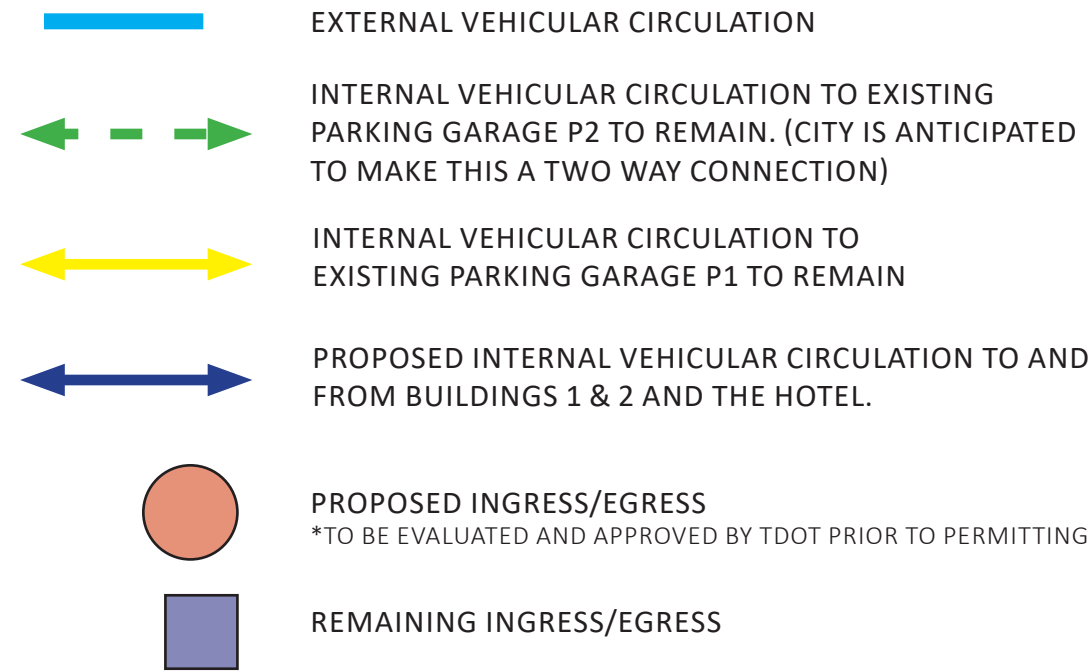 EXTERNAL VEHICULAR CIRCULATION
INTERNAL VEHICULAR CIRCULATION TO EXISTING
PARKING GARAGE P2 TO REMAIN. (CITY IS ANTICIPATED
TO MAKE THIS A TWO WAY CONNECTION)
INTERNAL VEHICULAR CIRCULATION TO
EXISTING PARKING GARAGE P1 TO REMAIN
PROPOSED INTERNAL VEHICULAR CIRCULATION TO AND
FROM BUILDINGS 1 & 2 AND THE HOTEL.
PROPOSED INGRESS/EGRESS
*TO BE EVALUATED AND APPROVED BY TDOT PRIOR TO PERMITTING
REMAINING INGRESS/EGRESS